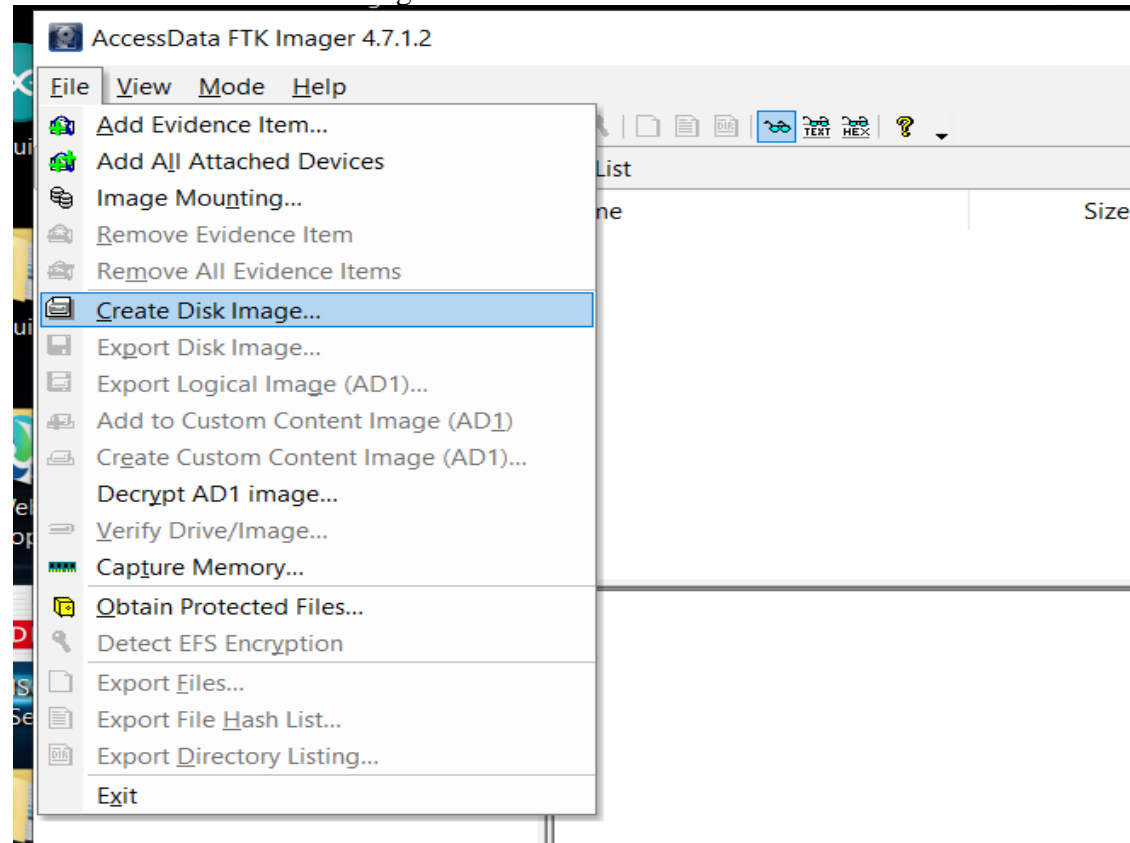 AccessData FTK Imager 4.7.1.2
File View Mode Help
Add Evidence Item...
Add All Attached Devices
List
Image Mounting...
ne Size
Remove Evidence Item
Remove All Evidence Items
Create Disk Image...
Export Disk Image...
Export Logical Image (AD1)...
Add to Custom Content Image (AD1)
Create Custom Content Image (AD1)...
Decrypt AD1 image...
Verify Drive/Image...
Capture Memory...
Obtain Protected Files...
Detect EFS Encryption
Export Files...
Export File Hash List...
Export Directory Listing...
Exit